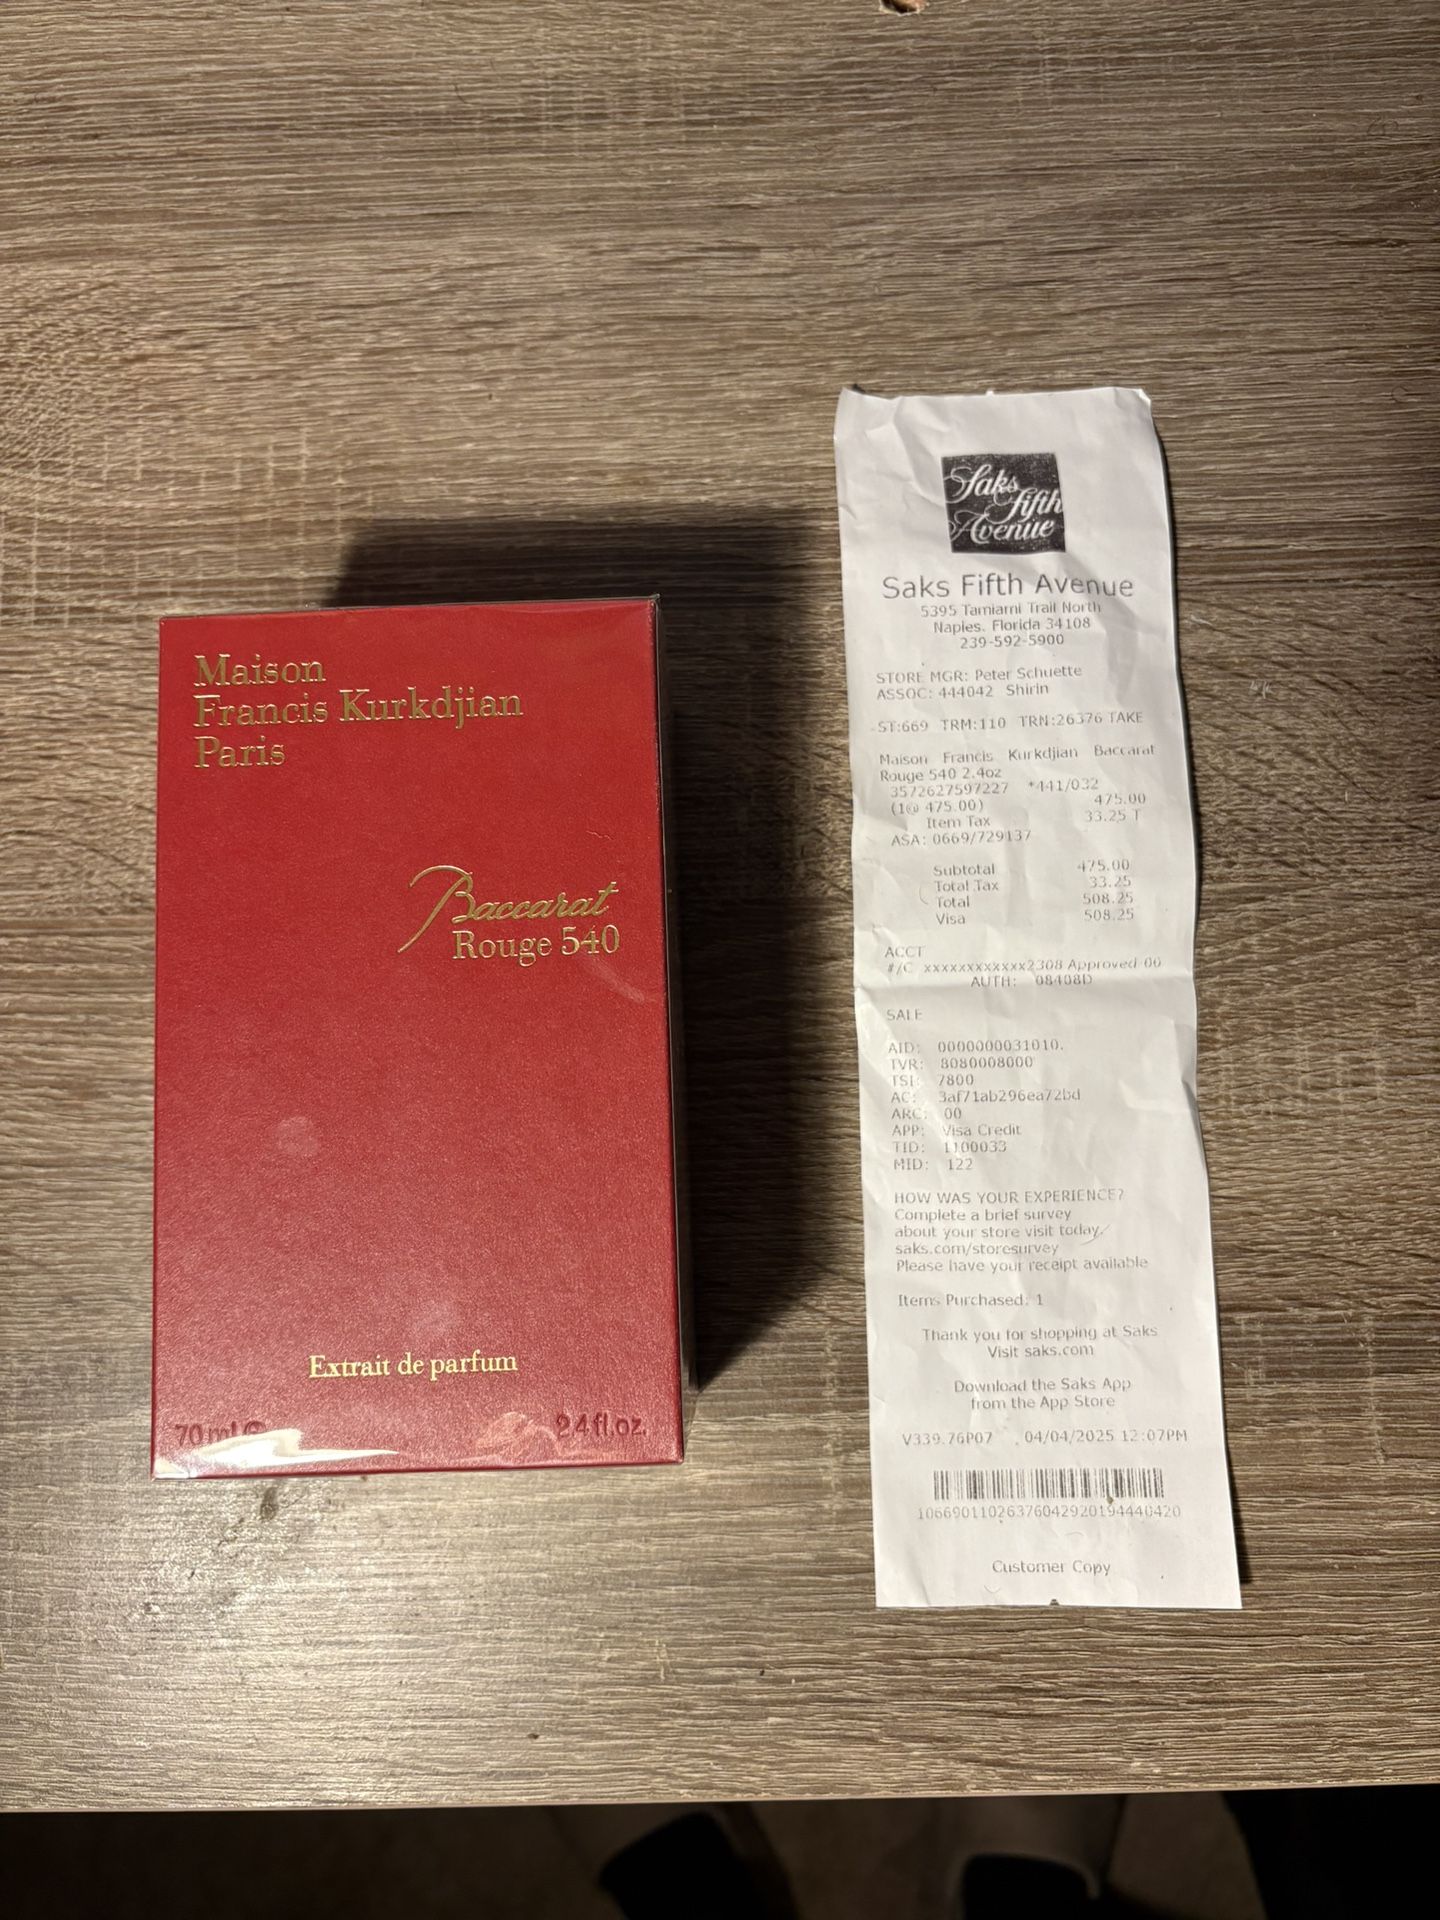 Maison
Francis Kurkdjian
Paris
Baccarat
Rouge 540
Extrait de parfum
70 ml e 2.4 fl.oz.
Saks
fifth
Avenue
Saks Fifth Avenue
5395 Tamiami Trail North
Naples, Florida 34108
239-592-5900
STORE MGR: Peter Schuette
ASSOC: 444042 Shirin
ST:669 TRM:110 TRN:26376 TAKE
Maison Francis Kurkdjian Baccarat
Rouge 540 2.4oz
3572627597227 *441/032
(1@ 475.00) 475.00
Item Tax 33.25 T
ASA: 0669/729137
Subtotal 475.00
Total Tax 33.25
Total 508.25
Visa 508.25
ACCT
#/C xxxxxxxxxxxx2308 Approved 00
AUTH: 08408D
SALE
AID: 0000000031010.
TVR: 8080008000
TSI: 7800
AC: 3af71ab296ea72bd
ARC: 00
APP: Visa Credit
TID: 1100033
MID: 122
HOW WAS YOUR EXPERIENCE?
Complete a brief survey
about your store visit today.
saks.com/storesurvey
Please have your receipt available
Items Purchased: 1
Thank you for shopping at Saks
Visit saks.com
Download the Saks App
from the App Store
V339.76P07 04/04/2025 12:07PM
10669011026376042920194440420
Customer Copy